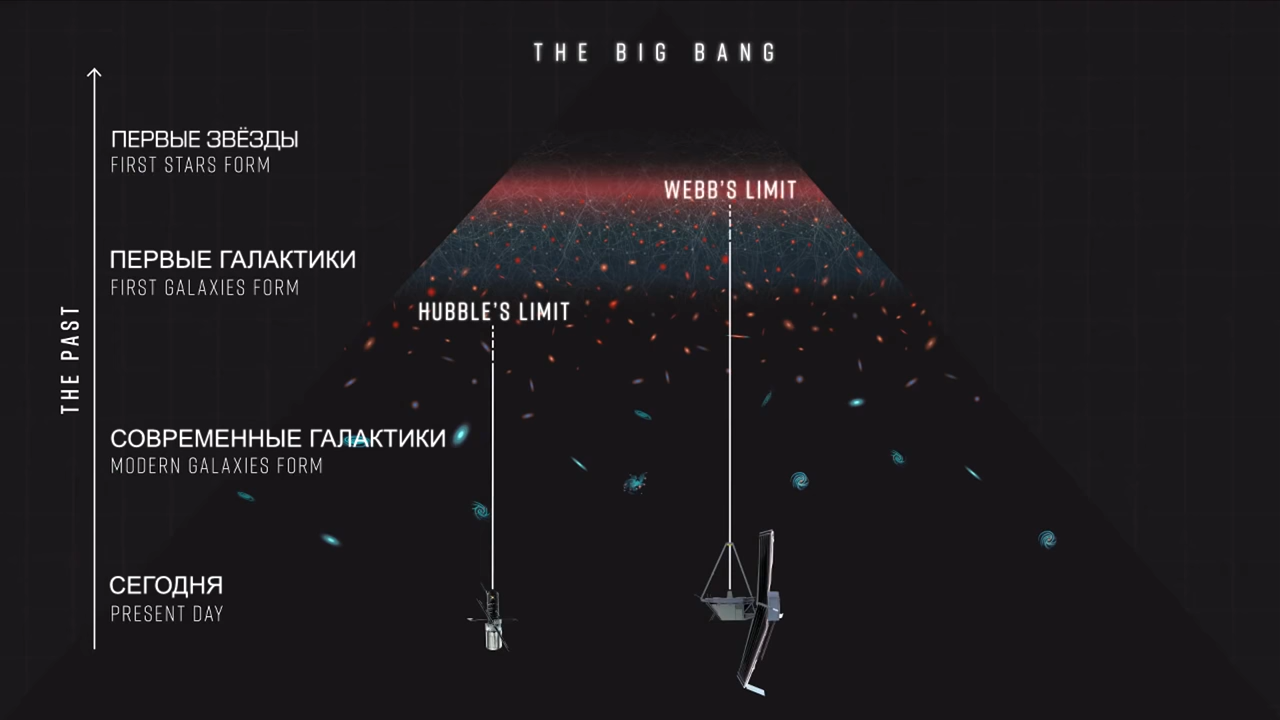 THE BIG BANG
ПЕРВЫЕ ЗВЁЗДЫ
FIRST STARS FORM
WEBB'S LIMIT
ПЕРВЫЕ ГАЛАКТИКИ
FIRST GALAXIES FORM
HUBBLE'S LIMIT
THE PAST
СОВРЕМЕННЫЕ ГАЛАКТИКИ
MODERN GALAXIES FORM
СЕГОДНЯ
PRESENT DAY